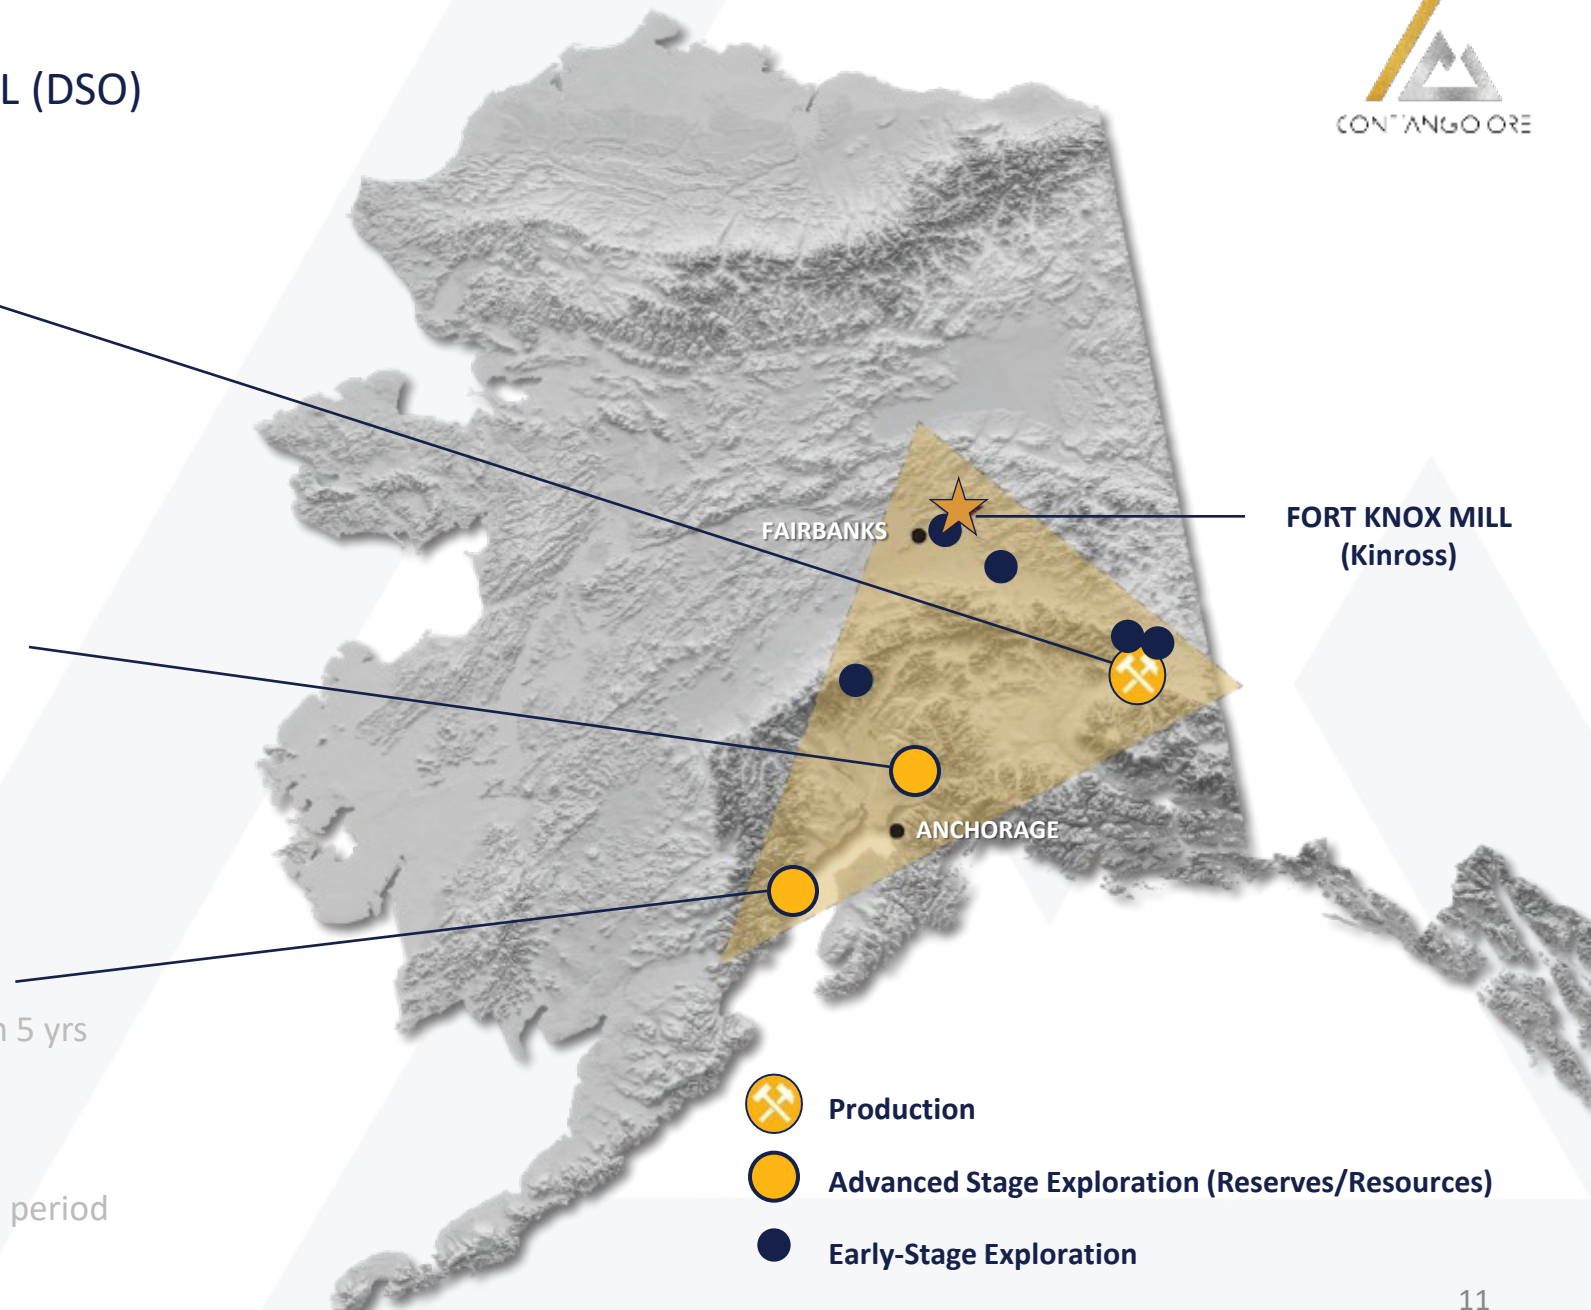 L (DSO)
CONTANGO ORE
FAIRBANKS
FORT KNOX MILL
(Kinross)
ANCHORAGE
5 yrs
period
Production
Advanced Stage Exploration (Reserves/Resources)
Early-Stage Exploration
11